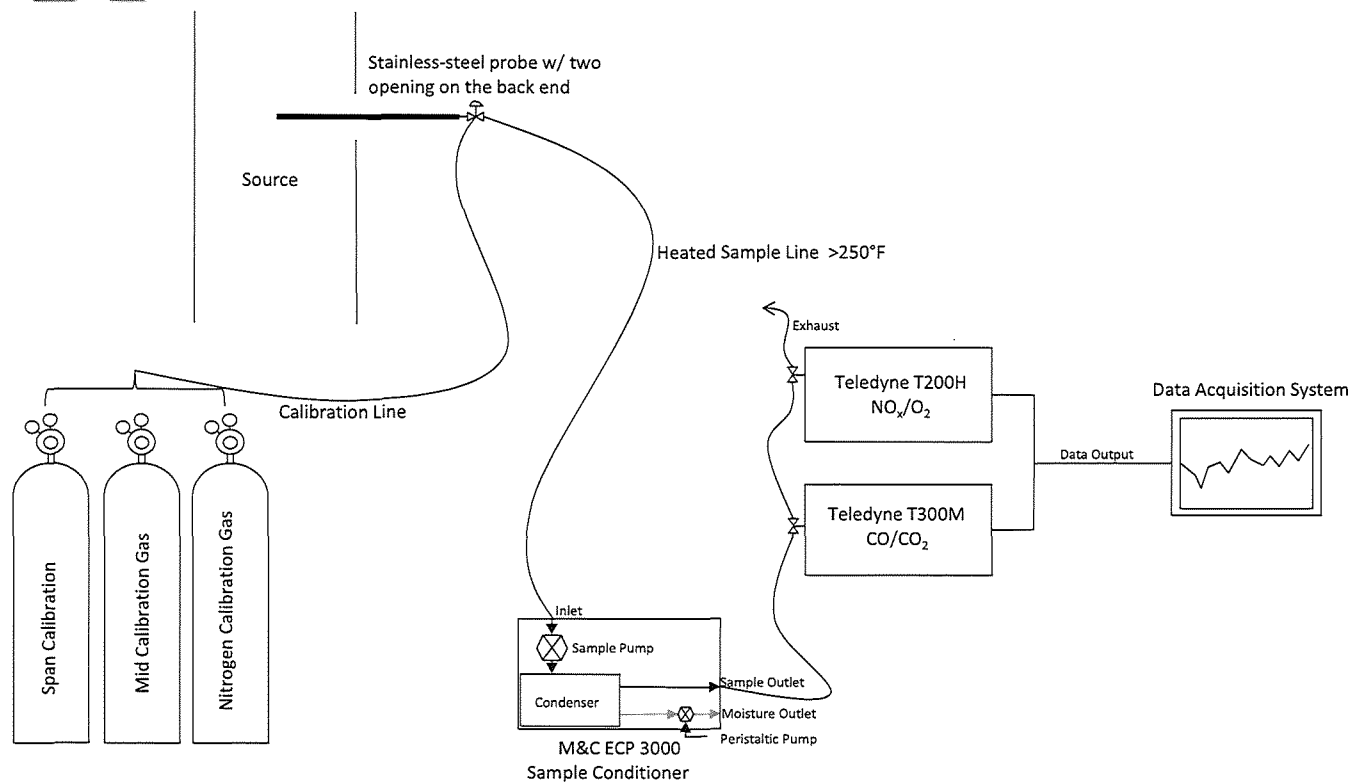 Stainless-steel probe w/ two
opening on the back end
Source
Heated Sample Line >250°F
Exhaust
Teledyne T200H
NOₓ/O₂
Data Acquisition System
Calibration Line
Data Output
Teledyne T300M
CO/CO₂
Span Calibration
Mid Calibration Gas
Nitrogen Calibration Gas
Inlet
Sample Pump
Sample Outlet
Condenser
Moisture Outlet
Peristaltic Pump
M&C ECP 3000
Sample Conditioner